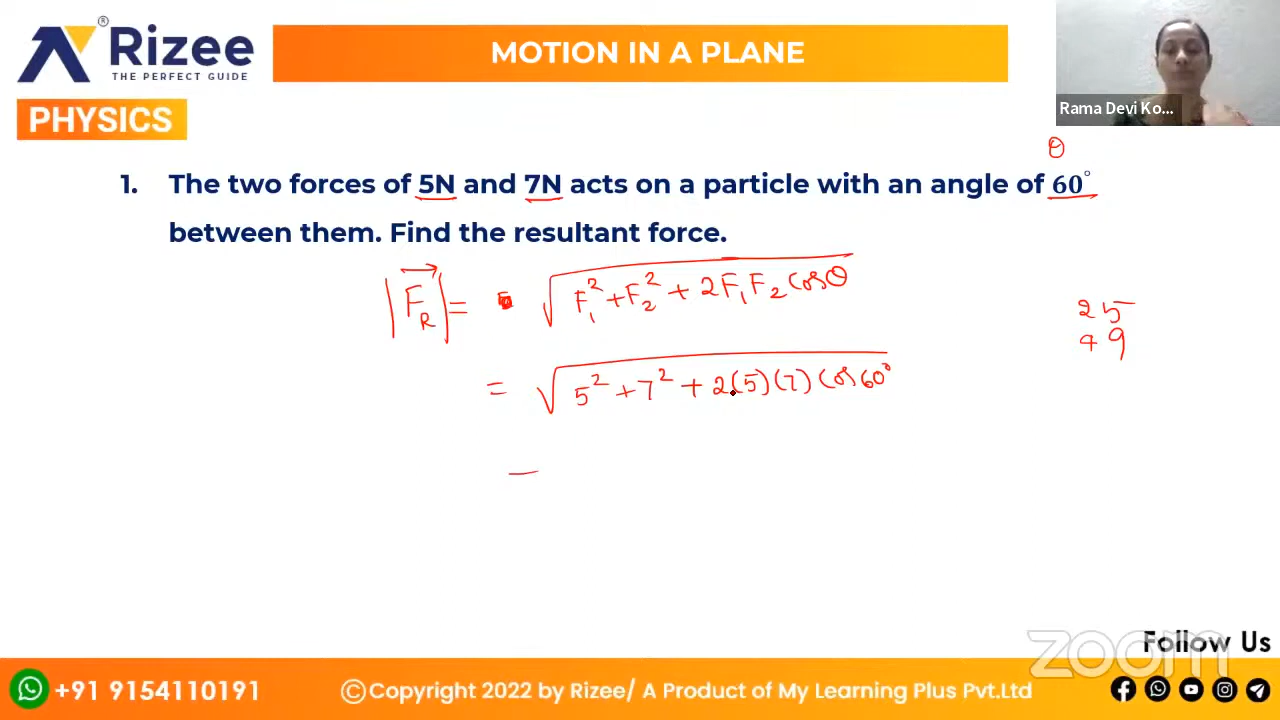 Rizee®
THE PERFECT GUIDE
MOTION IN A PLANE
Rama Devi Ko...
PHYSICS
θ
1. The two forces of 5N and 7N acts on a particle with an angle of 60°
between them. Find the resultant force.
|F⃗_R| = √(F₁² + F₂² + 2F₁F₂ cosθ)
25
49
= √(5² + 7² + 2(5)(7) cos 60°)
Follow Us
zoom
+91 9154110191
©Copyright 2022 by Rizee/ A Product of My Learning Plus Pvt.Ltd